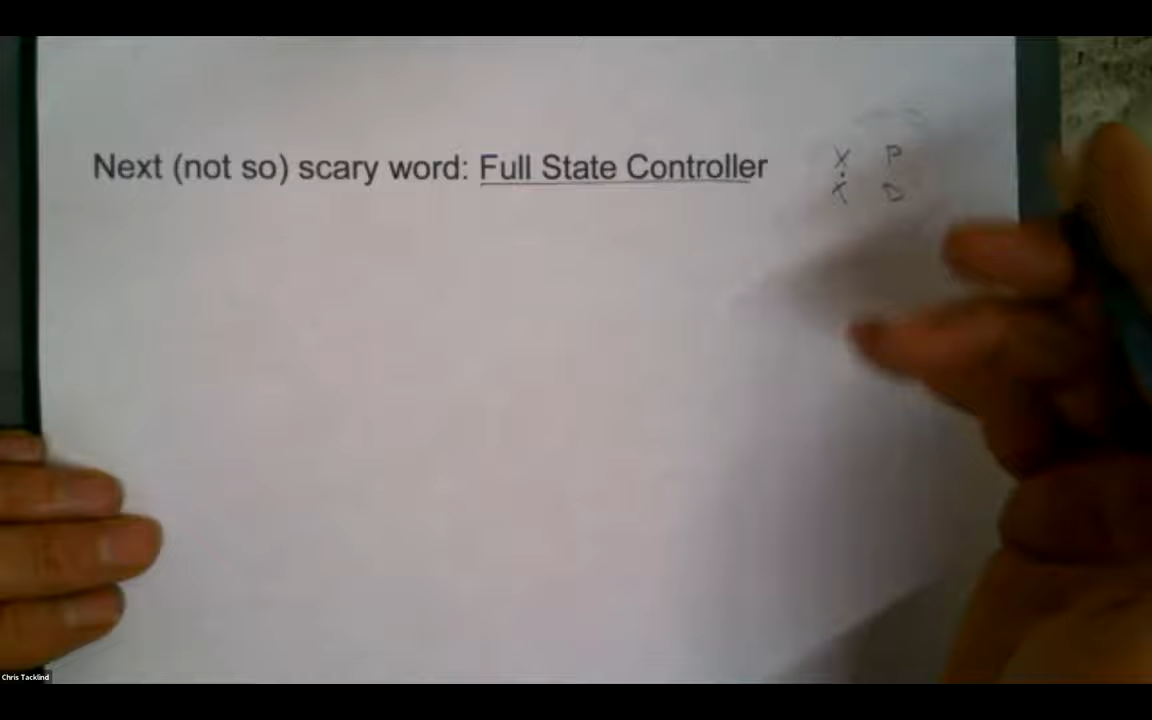 Next (not so) scary word: Full State Controller
X P
Ẋ D
Chris Tacklind